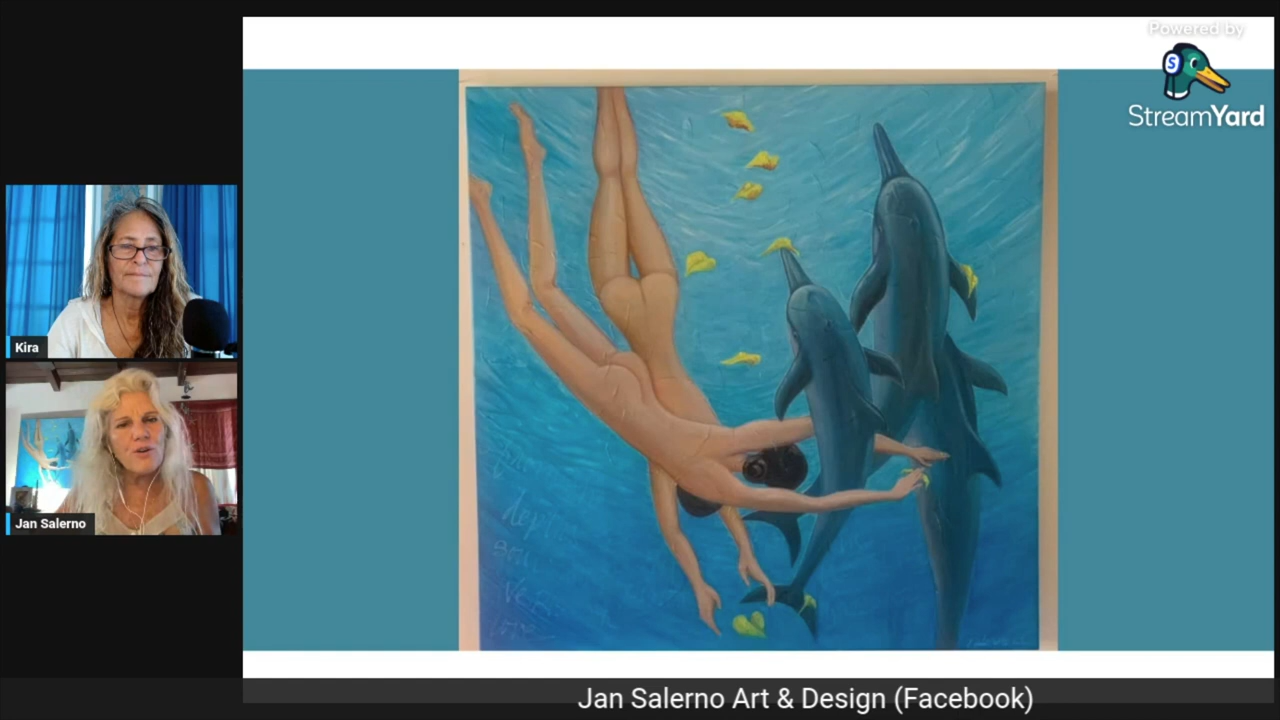 Powered by
S
StreamYard
Kira
Jan Salerno
Jan Salerno Art & Design (Facebook)